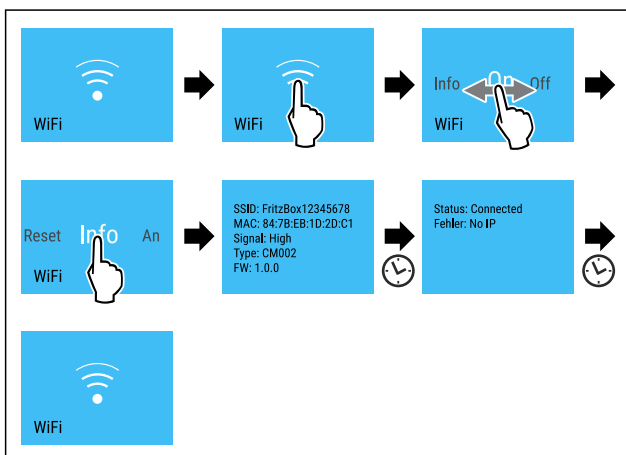 WiFi
WiFi
Info On Off
WiFi
Reset Info An
WiFi
SSID: FritzBox12345678
MAC: 84:7B:EB:1D:2D:C1
Signal: High
Type: CM002
FW: 1.0.0
Status: Connected
Fehler: No IP
WiFi